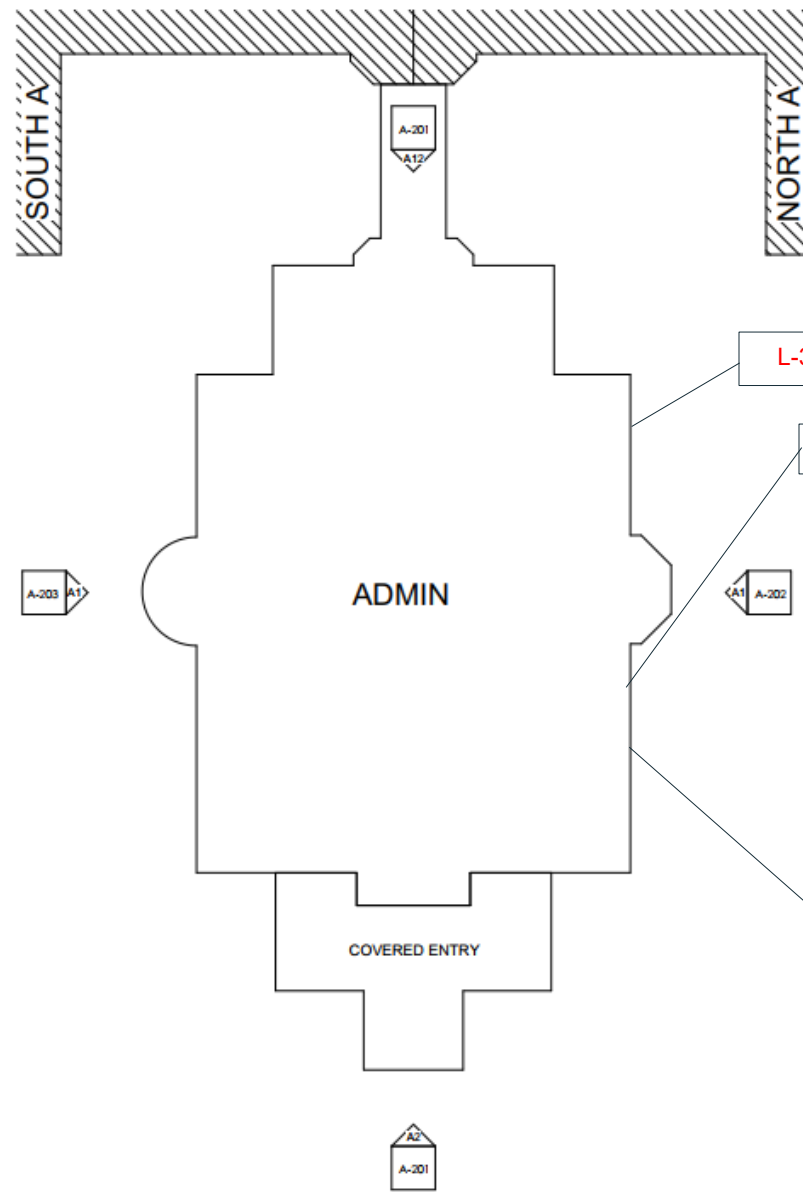 SOUTH A
NORTH A
A-201
A12
L-3
ADMIN
A-203
A1
A1
A-202
COVERED ENTRY
A2
A-201